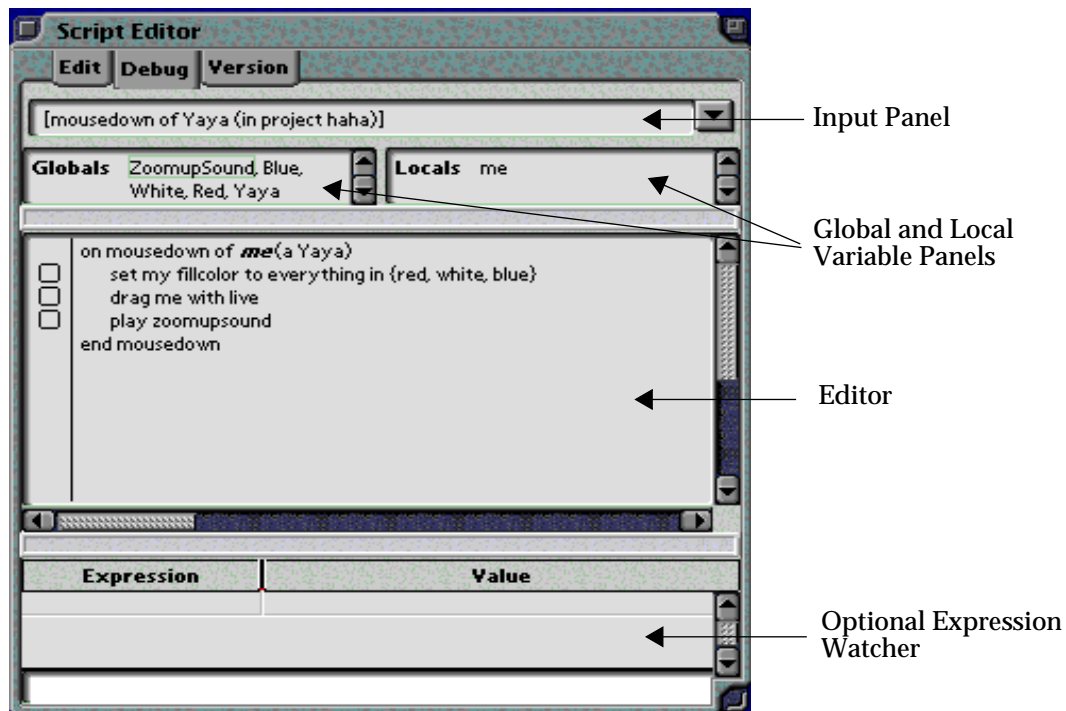 Script Editor
Edit Debug Version
[mousedown of Yaya (in project haha)]
Input Panel
Globals ZoomupSound, Blue,
White, Red, Yaya
Locals me
Global and Local
Variable Panels
on mousedown of me(a Yaya)
set my fillcolor to everything in {red, white, blue}
drag me with live
play zoomupsound
end mousedown
Editor
Expression Value
Optional Expression
Watcher